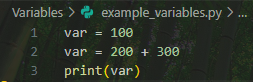 Variables > example_variables.py > ...
1 var = 100
2 var = 200 + 300
3 print(var)